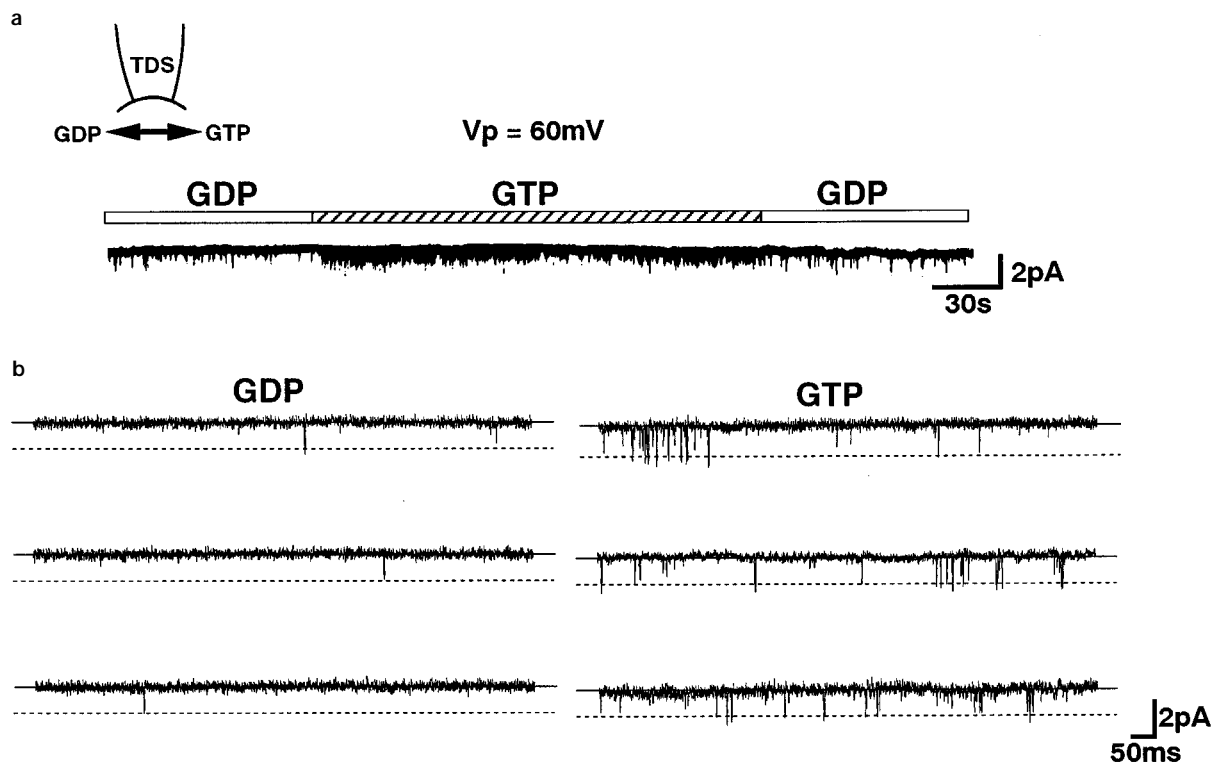 a
TDS
GDP GTP
Vp = 60mV
GDP GTP GDP
2pA
30s
b
GDP GTP
2pA
50ms